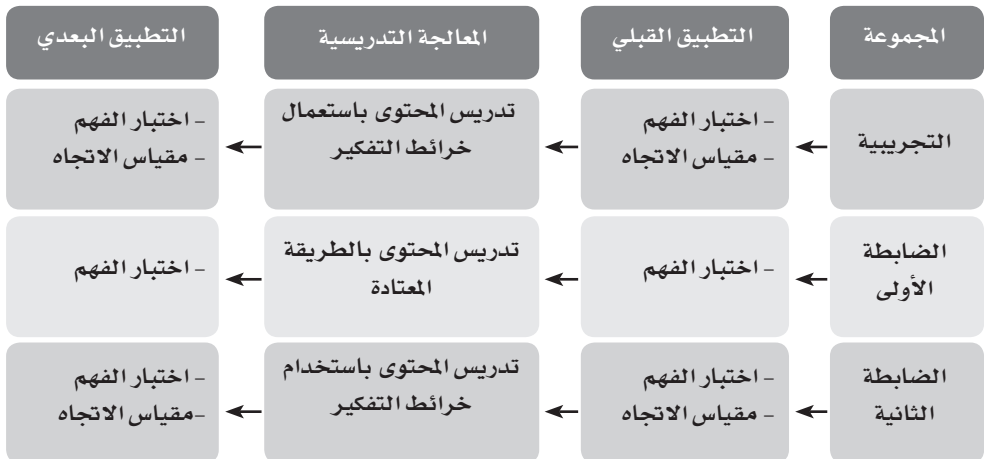 المجموعة
التطبيق القبلي
المعالجة التدريسية
التطبيق البعدي
التجريبية
- اختبار الفهم
- مقياس الاتجاه
تدريس المحتوى باستعمال
خرائط التفكير
- اختبار الفهم
- مقياس الاتجاه
الضابطة
الأولى
- اختبار الفهم
تدريس المحتوى بالطريقة
المعتادة
- اختبار الفهم
الضابطة
الثانية
- اختبار الفهم
- مقياس الاتجاه
تدريس المحتوى باستخدام
خرائط التفكير
- اختبار الفهم
-مقياس الاتجاه